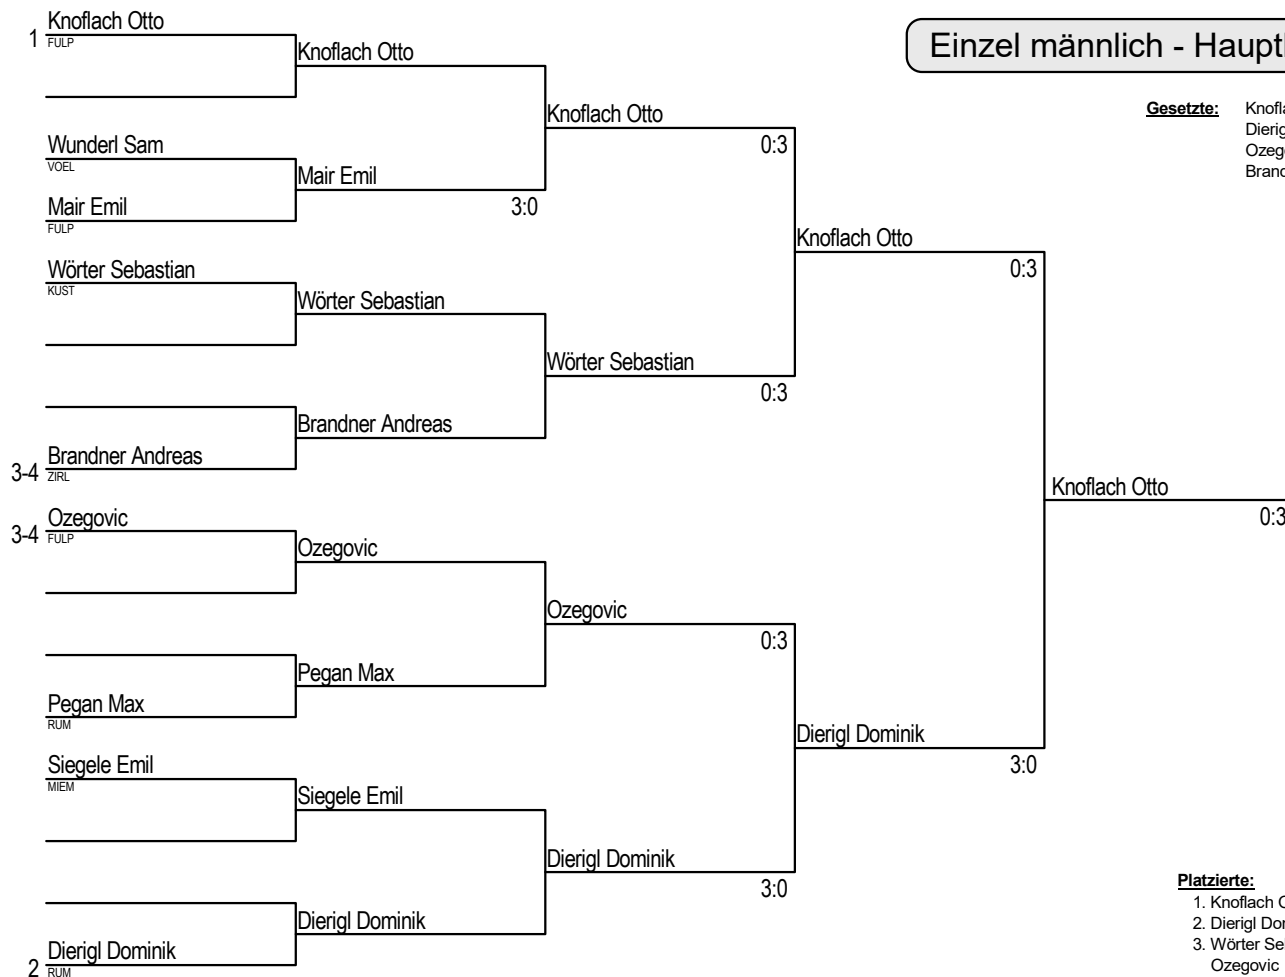 Einzel männlich - Hauptb
Gesetzte:
Knofla
Dierig
Ozego
Brand
1 Knoflach Otto
FULP
Wunderl Sam
VOEL
Mair Emil
FULP
Wörter Sebastian
KUST
3-4 Brandner Andreas
ZIRL
3-4 Ozegovic
FULP
Pegan Max
RUM
Siegele Emil
MIEM
2 Dierigl Dominik
RUM
Knoflach Otto
Mair Emil
3:0
Wörter Sebastian
Brandner Andreas
Ozegovic
Pegan Max
Siegele Emil
Dierigl Dominik
Knoflach Otto
0:3
Wörter Sebastian
0:3
Ozegovic
0:3
Dierigl Dominik
3:0
Knoflach Otto
0:3
Dierigl Dominik
3:0
Knoflach Otto
0:3
Platzierte:
1. Knoflach O
2. Dierigl Dor
3. Wörter Se
Ozegovic